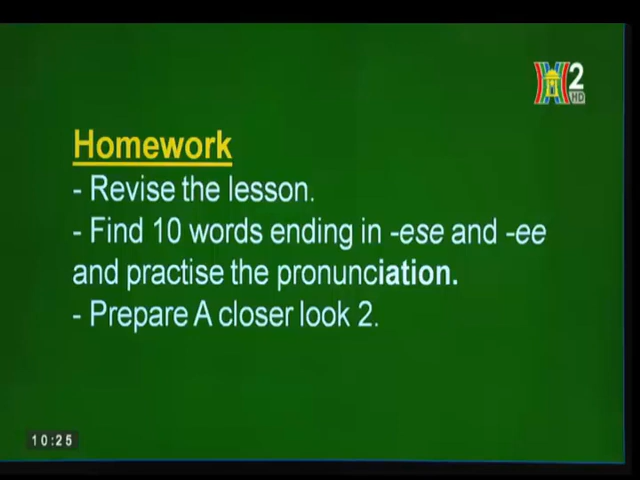 H2
HD
Homework
- Revise the lesson.
- Find 10 words ending in -ese and -ee
and practise the pronunciation.
- Prepare A closer look 2.
10:25